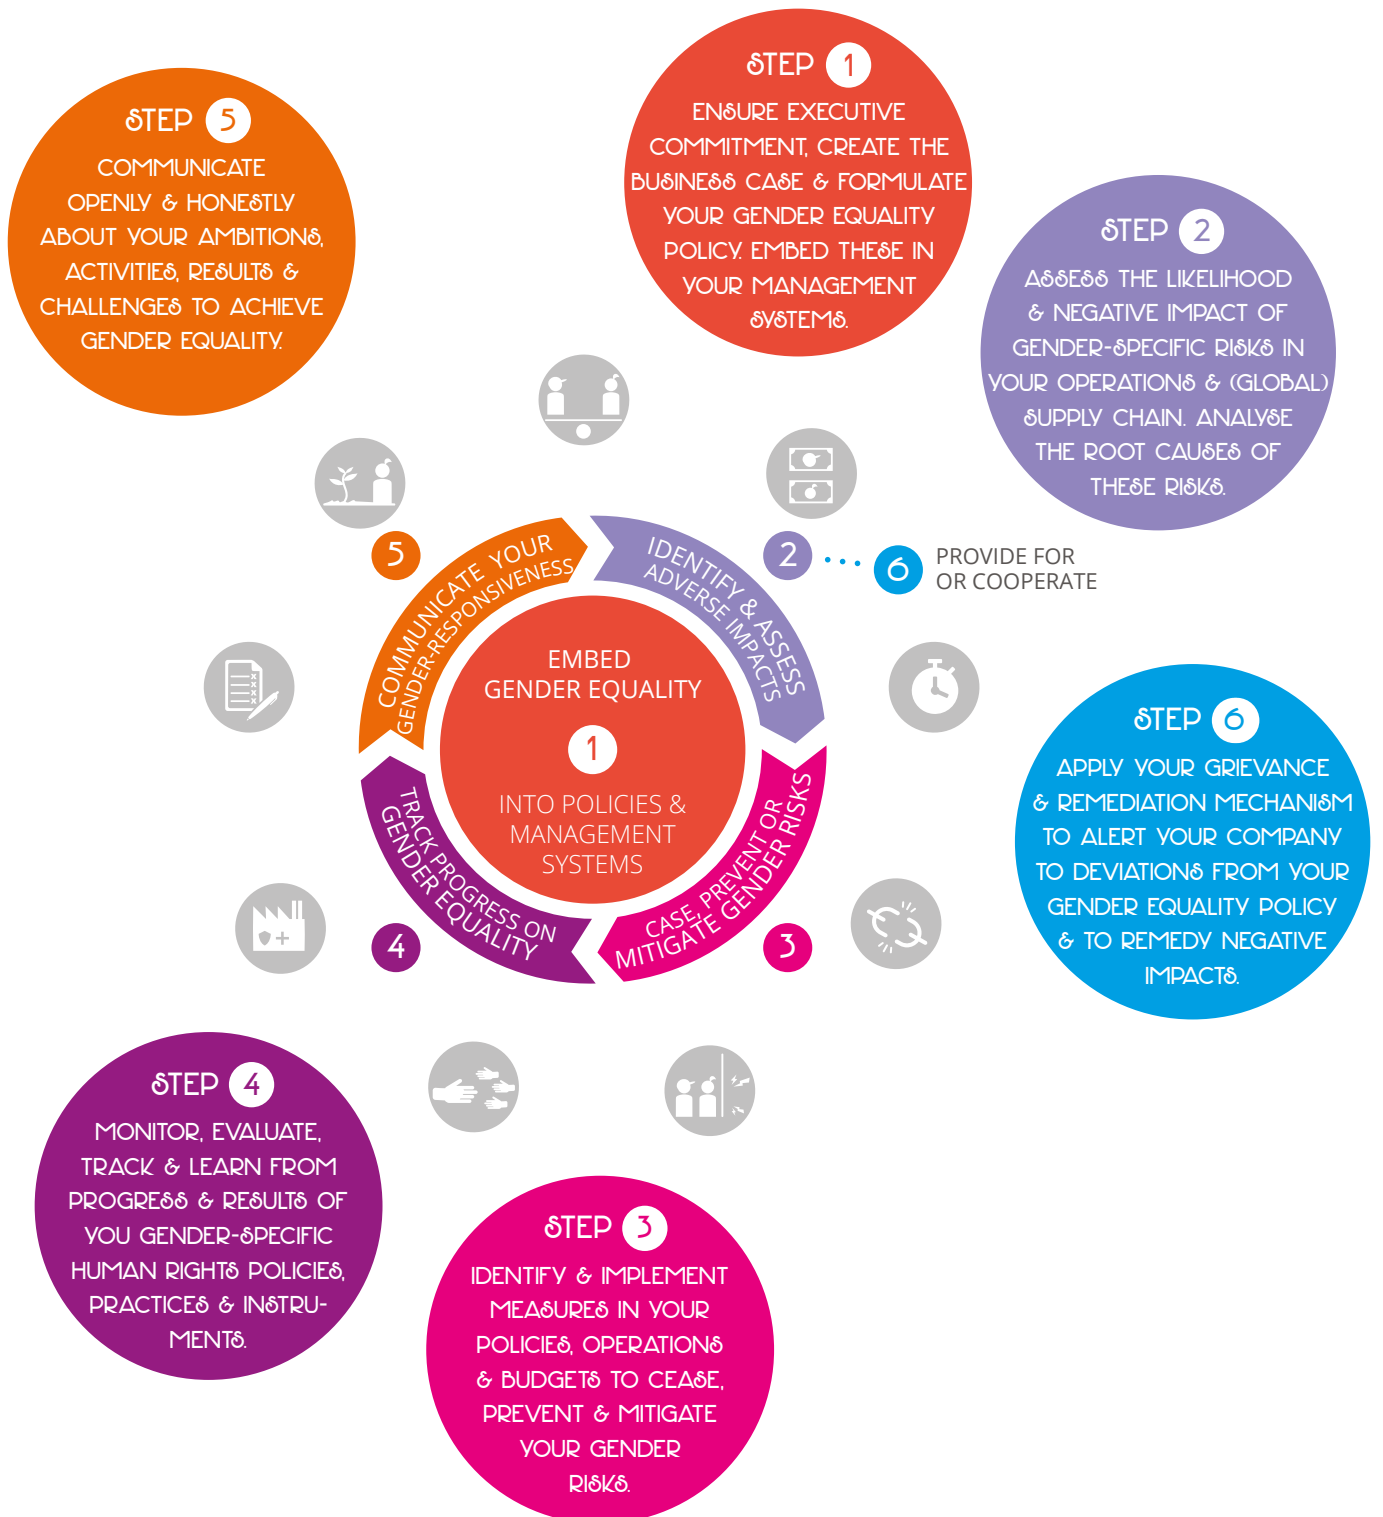 STEP 1
ENSURE EXECUTIVE
COMMITMENT, CREATE THE
BUSINESS CASE & FORMULATE
YOUR GENDER EQUALITY
POLICY. EMBED THESE IN
YOUR MANAGEMENT
SYSTEMS.
STEP 5
COMMUNICATE
OPENLY & HONESTLY
ABOUT YOUR AMBITIONS,
ACTIVITIES, RESULTS &
CHALLENGES TO ACHIEVE
GENDER EQUALITY.
STEP 2
ASSESS THE LIKELIHOOD
& NEGATIVE IMPACT OF
GENDER-SPECIFIC RISKS IN
YOUR OPERATIONS & (GLOBAL)
SUPPLY CHAIN. ANALYSE
THE ROOT CAUSES OF
THESE RISKS.
5
COMMUNICATE YOUR
GENDER-RESPONSIVENESS
IDENTIFY & ASSESS
ADVERSE IMPACTS
2
6
PROVIDE FOR
OR COOPERATE
EMBED
GENDER EQUALITY
1
INTO POLICIES &
MANAGEMENT
SYSTEMS
TRACK PROGRESS ON
GENDER EQUALITY
4
CASE, PREVENT OR
MITIGATE GENDER RISKS
3
STEP 6
APPLY YOUR GRIEVANCE
& REMEDIATION MECHANISM
TO ALERT YOUR COMPANY
TO DEVIATIONS FROM YOUR
GENDER EQUALITY POLICY
& TO REMEDY NEGATIVE
IMPACTS.
STEP 4
MONITOR, EVALUATE,
TRACK & LEARN FROM
PROGRESS & RESULTS OF
YOU GENDER-SPECIFIC
HUMAN RIGHTS POLICIES,
PRACTICES & INSTRU-
MENTS.
STEP 3
IDENTIFY & IMPLEMENT
MEASURES IN YOUR
POLICIES, OPERATIONS
& BUDGETS TO CEASE,
PREVENT & MITIGATE
YOUR GENDER
RISKS.